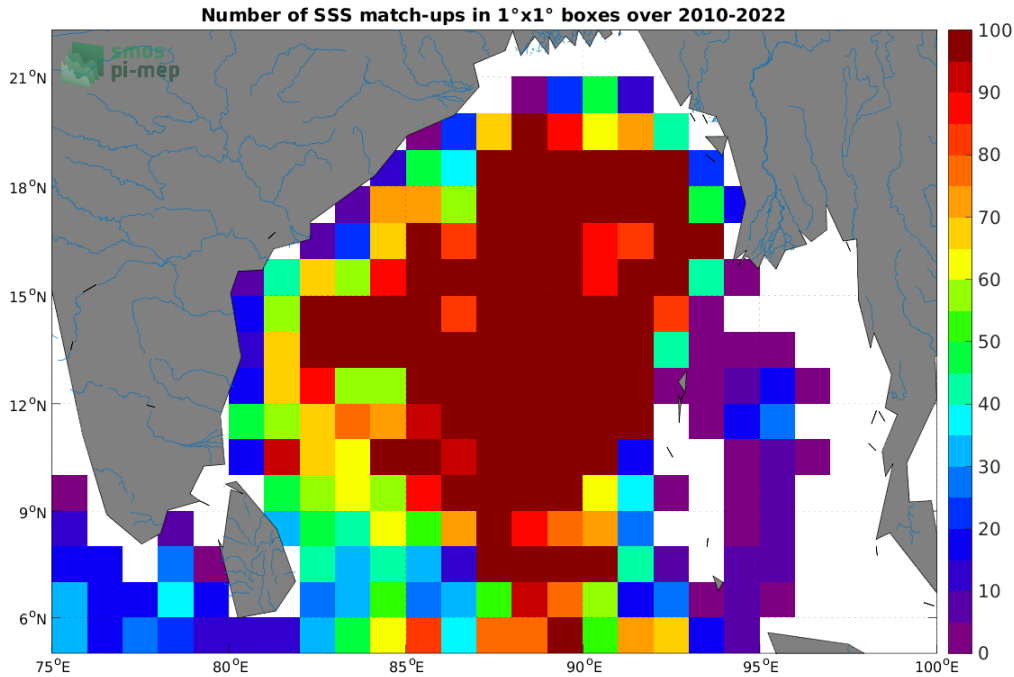 Number of SSS match-ups in 1°x1° boxes over 2010-2022
smos
pi-mep
21°N
18°N
15°N
12°N
9°N
6°N
75°E
80°E
85°E
90°E
95°E
100°E
100
90
80
70
60
50
40
30
20
10
0